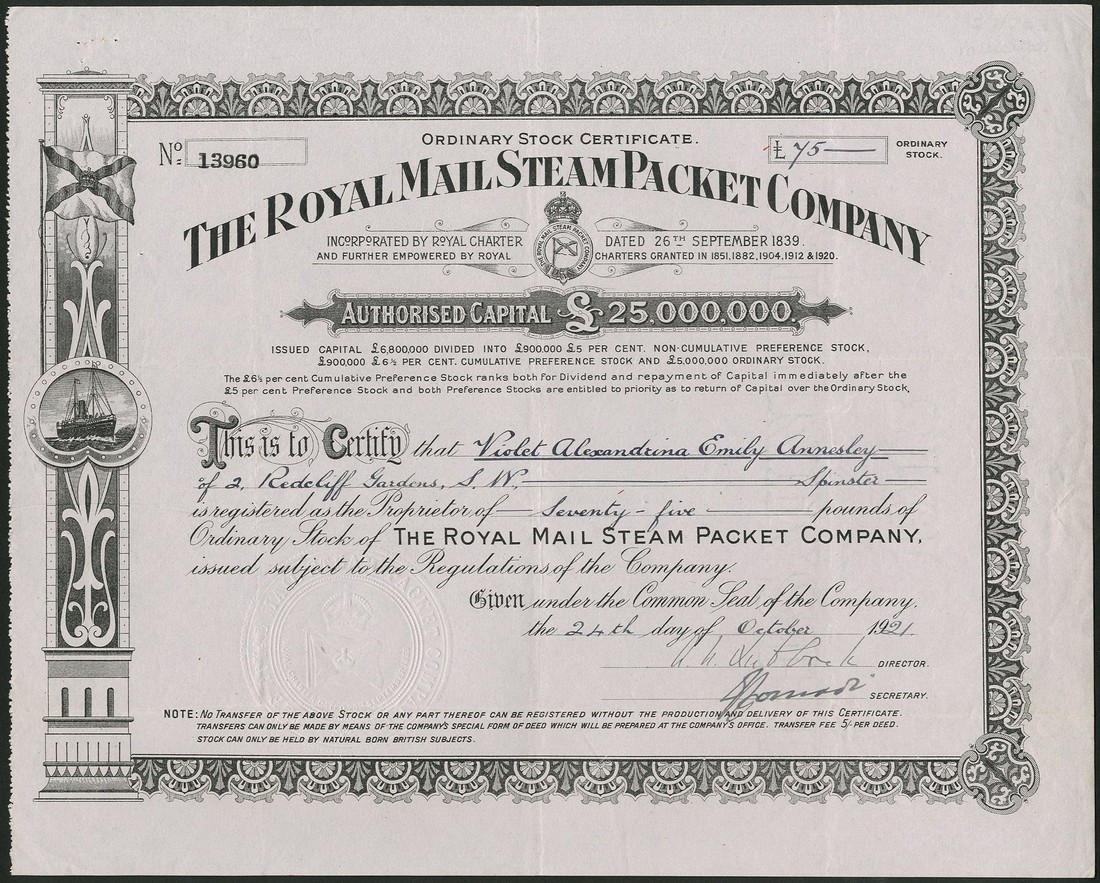 ORDINARY STOCK CERTIFICATE.
Nº 13960
£ 75 ORDINARY STOCK.
THE ROYAL MAIL STEAM PACKET COMPANY
INCORPORATED BY ROYAL CHARTER DATED 26TH SEPTEMBER 1839.
AND FURTHER EMPOWERED BY ROYAL CHARTERS GRANTED IN 1851, 1882, 1904, 1912 & 1920.
THE ROYAL MAIL STEAM PACKET COMPANY
AUTHORISED CAPITAL £25,000,000.
ISSUED CAPITAL £6,800,000 DIVIDED INTO £900,000 £5 PER CENT. NON-CUMULATIVE PREFERENCE STOCK,
£900,000 £6½ PER CENT. CUMULATIVE PREFERENCE STOCK AND £5,000,000 ORDINARY STOCK.
The £6½ per cent Cumulative Preference Stock ranks both for Dividend and repayment of Capital immediately after the
£5 per cent Preference Stock and both Preference Stocks are entitled to priority as to return of Capital over the Ordinary Stock.
This is to Certify that Violet Alexandrina Emily Annesley
of 2, Redcliff Gardens, S.W. Spinster
is registered as the Proprietor of Seventy-five pounds of
Ordinary Stock of THE ROYAL MAIL STEAM PACKET COMPANY,
issued subject to the Regulations of the Company.
Given under the Common Seal of the Company.
the 24th day of October 1921.
DIRECTOR.
SECRETARY.
NOTE: NO TRANSFER OF THE ABOVE STOCK OR ANY PART THEREOF CAN BE REGISTERED WITHOUT THE PRODUCTION AND DELIVERY OF THIS CERTIFICATE.
TRANSFERS CAN ONLY BE MADE BY MEANS OF THE COMPANY'S SPECIAL FORM OF DEED WHICH WILL BE PREPARED AT THE COMPANY'S OFFICE. TRANSFER FEE 5/- PER DEED.
STOCK CAN ONLY BE HELD BY NATURAL BORN BRITISH SUBJECTS.